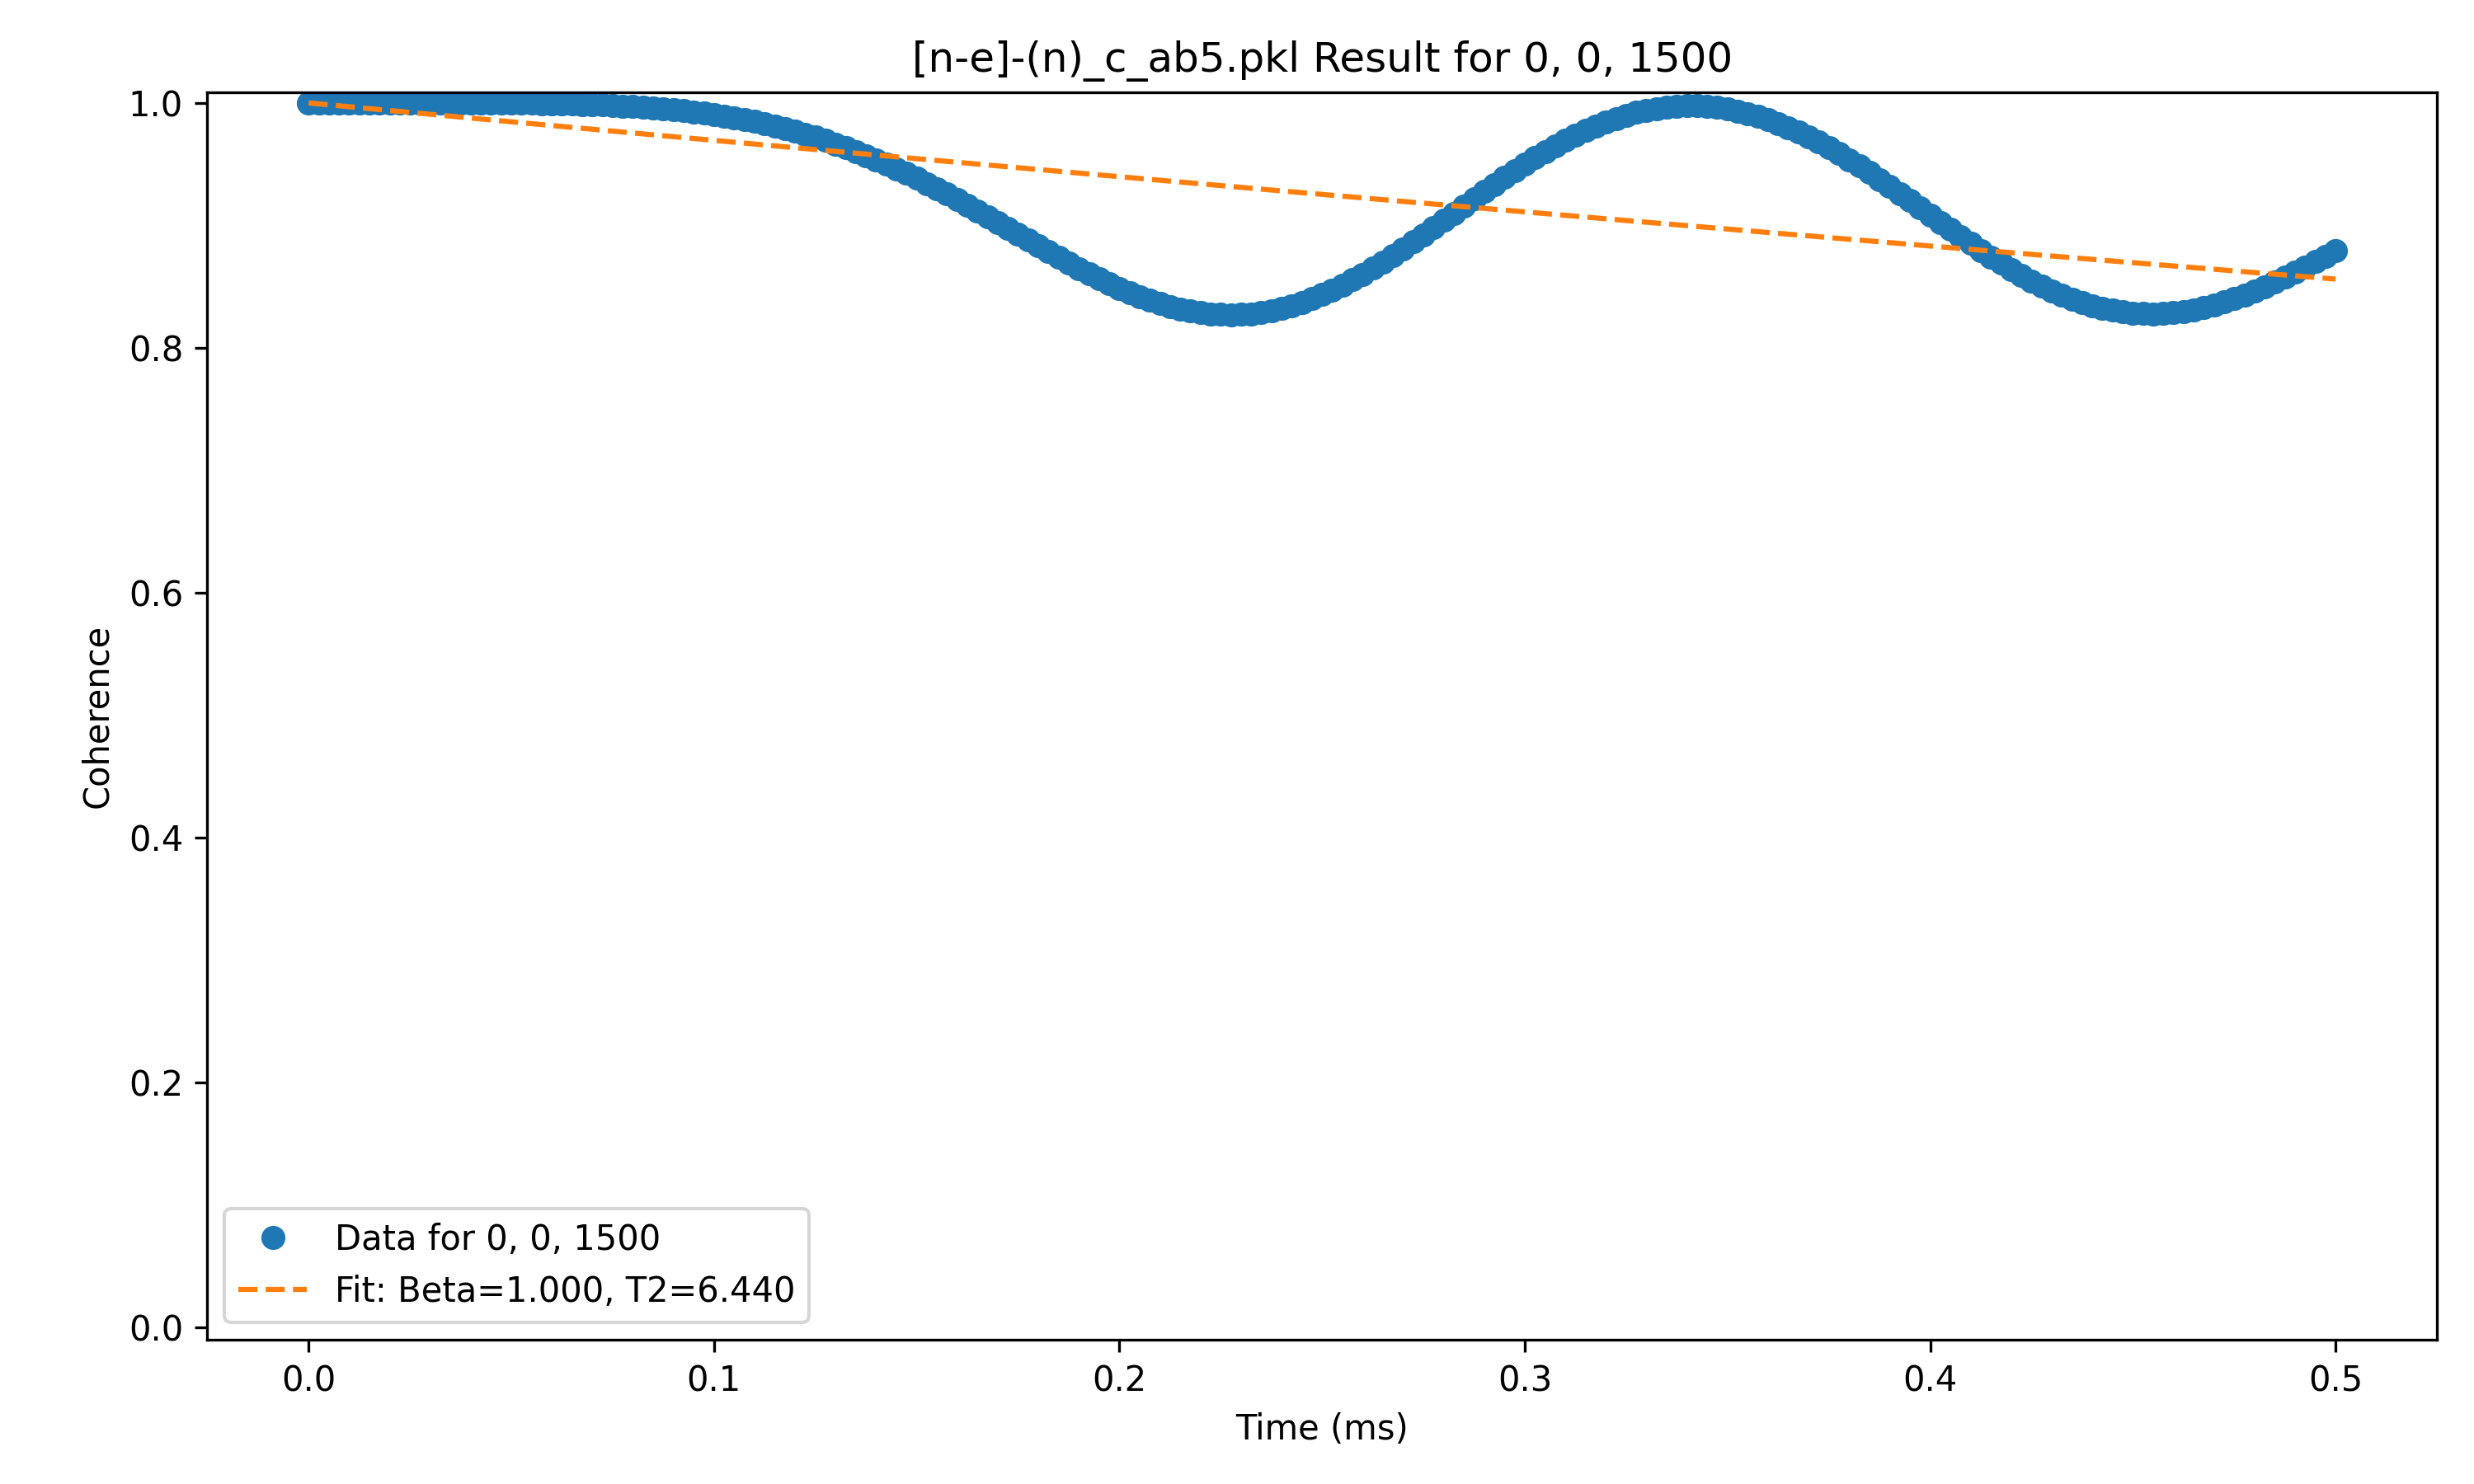 [n-e]-(n)_c_ab5.pkl Result for 0, 0, 1500
1.0
0.8
0.6
0.4
0.2
0.0
Coherence
Data for 0, 0, 1500
Fit: Beta=1.000, T2=6.440
0.0 0.1 0.2 0.3 0.4 0.5
Time (ms)